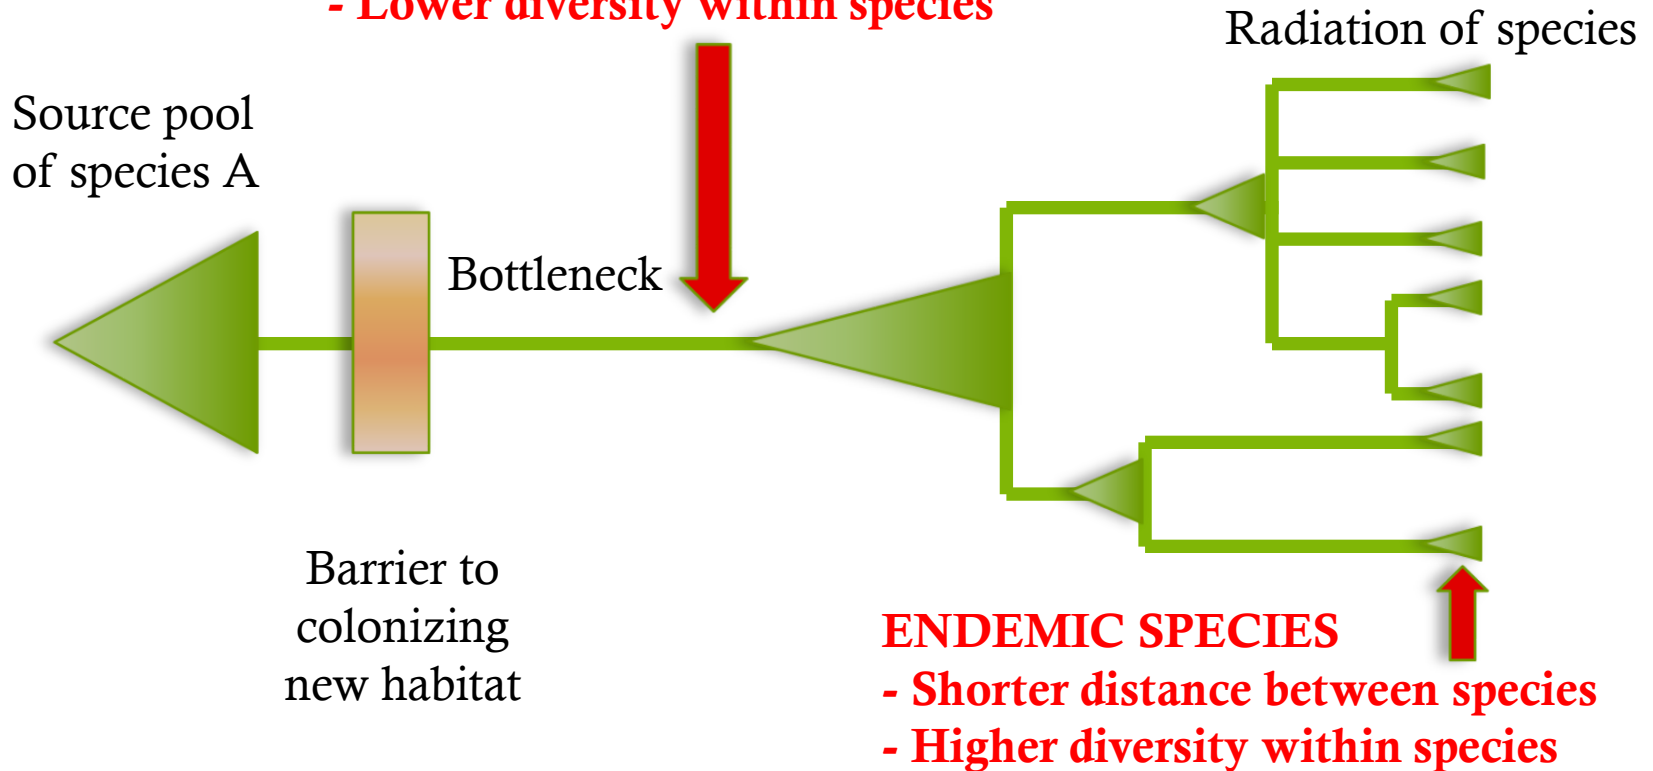 - Lower diversity within species
Radiation of species
Source pool
of species A
Bottleneck
Barrier to
colonizing
new habitat
ENDEMIC SPECIES
- Shorter distance between species
- Higher diversity within species